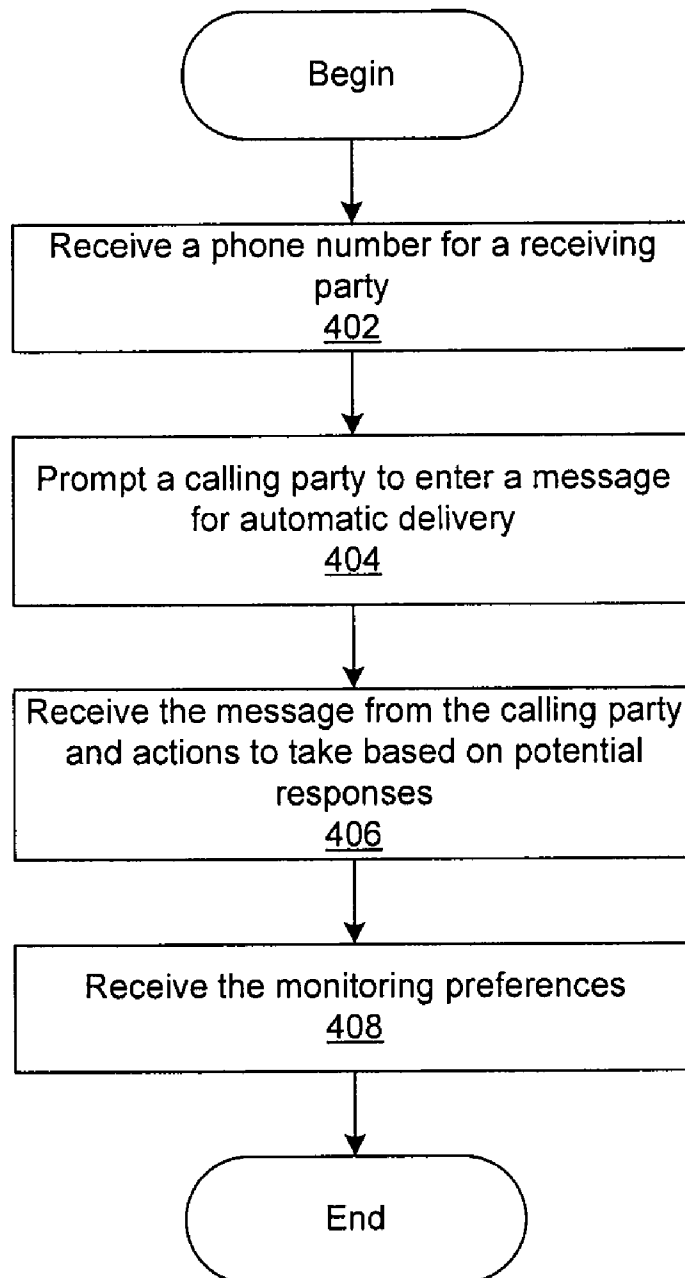 Begin
Receive a phone number for a receiving
party
402
Prompt a calling party to enter a message
for automatic delivery
404
Receive the message from the calling party
and actions to take based on potential
responses
406
Receive the monitoring preferences
408
End